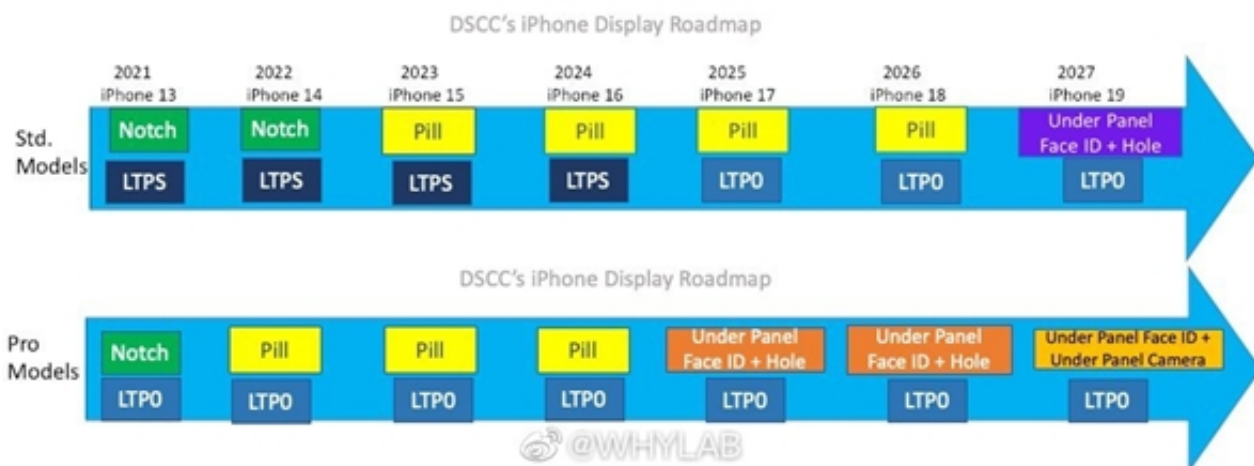 DSCC's iPhone Display Roadmap
2021 2022 2023 2024 2025 2026 2027
iPhone 13 iPhone 14 iPhone 15 iPhone 16 iPhone 17 iPhone 18 iPhone 19
Std. Models
Notch Notch Pill Pill Pill Pill Under Panel Face ID + Hole
LTPS LTPS LTPS LTPS LTPO LTPO LTPO
DSCC's iPhone Display Roadmap
Pro Models
Notch Pill Pill Pill Under Panel Face ID + Hole Under Panel Face ID + Hole Under Panel Face ID + Under Panel Camera
LTPO LTPO LTPO LTPO LTPO LTPO LTPO
@WHYLAB